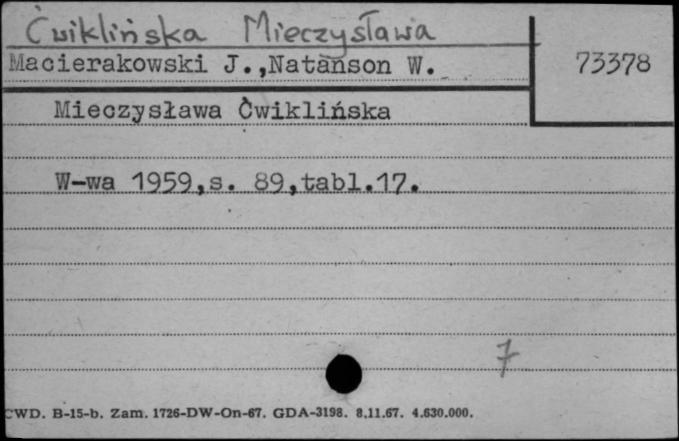 Ćwiklińska Mieczysława
Macierakowski J.,Natanson W.
73378
Mieczysława Ćwiklińska
W-wa 1959,s. 89,tabl.17.
7
CWD. B-15-b. Zam. 1726-DW-On-67. GDA-3198. 8.11.67. 4.630.000.